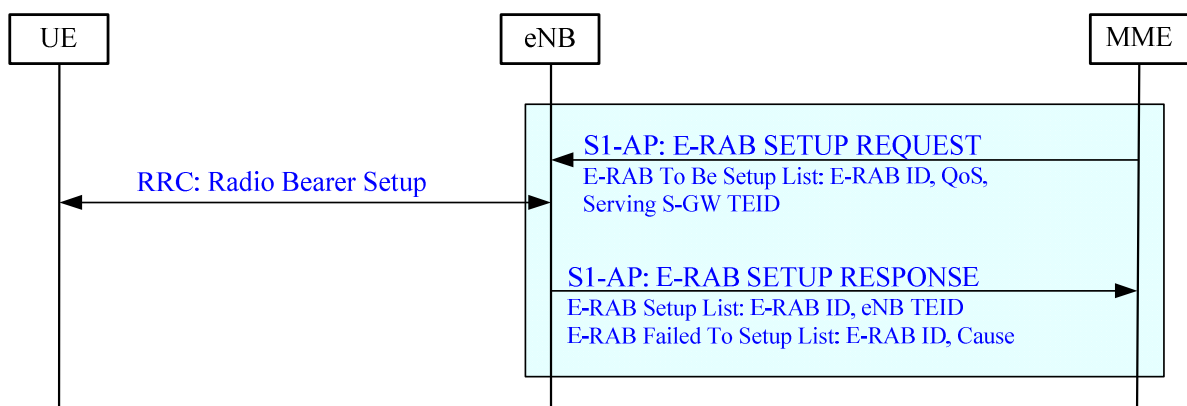 UE
eNB
MME
S1-AP: E-RAB SETUP REQUEST
E-RAB To Be Setup List: E-RAB ID, QoS,
Serving S-GW TEID
RRC: Radio Bearer Setup
S1-AP: E-RAB SETUP RESPONSE
E-RAB Setup List: E-RAB ID, eNB TEID
E-RAB Failed To Setup List: E-RAB ID, Cause